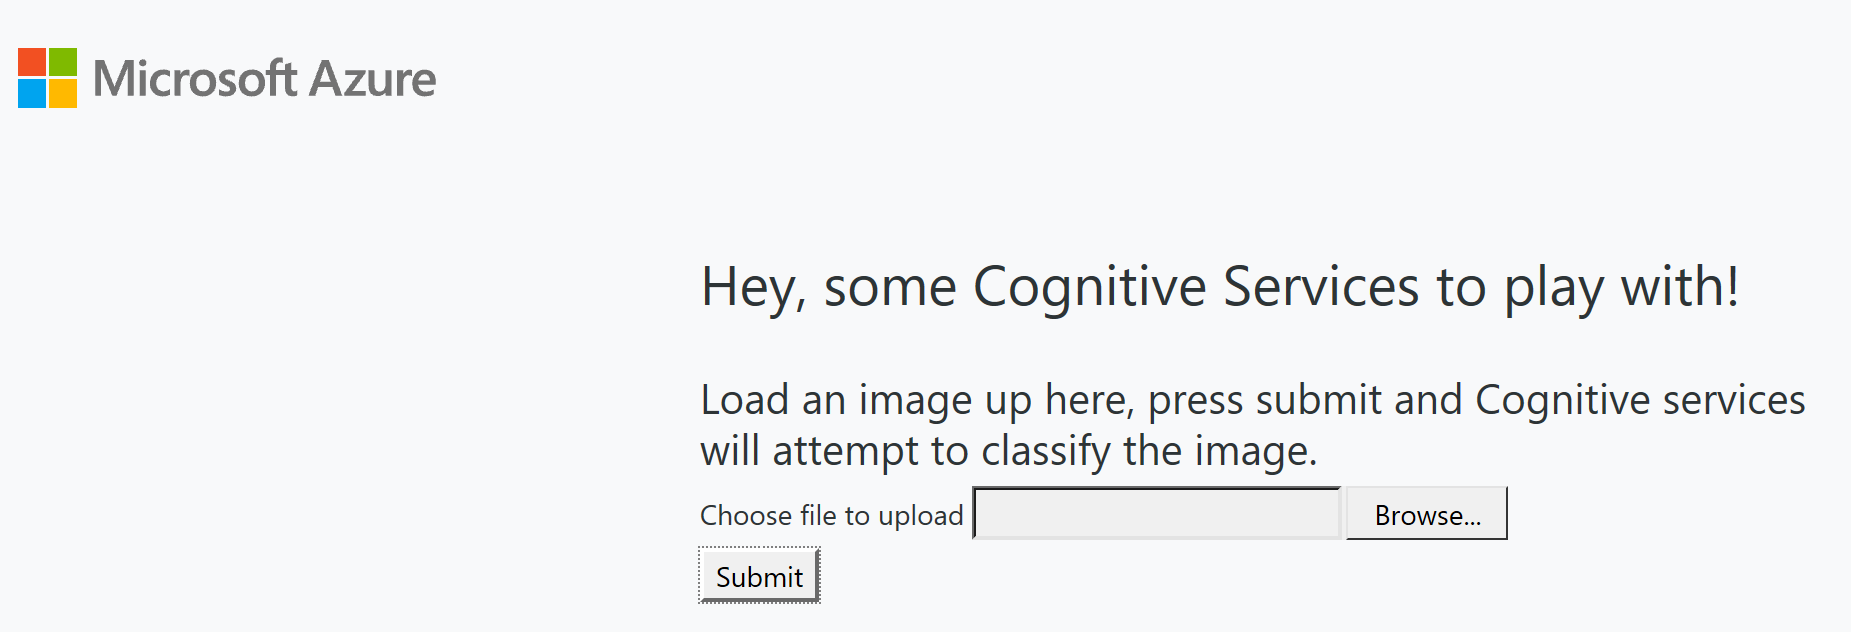 Microsoft Azure
Hey, some Cognitive Services to play with!
Load an image up here, press submit and Cognitive services
will attempt to classify the image.
Choose file to upload Browse...
Submit